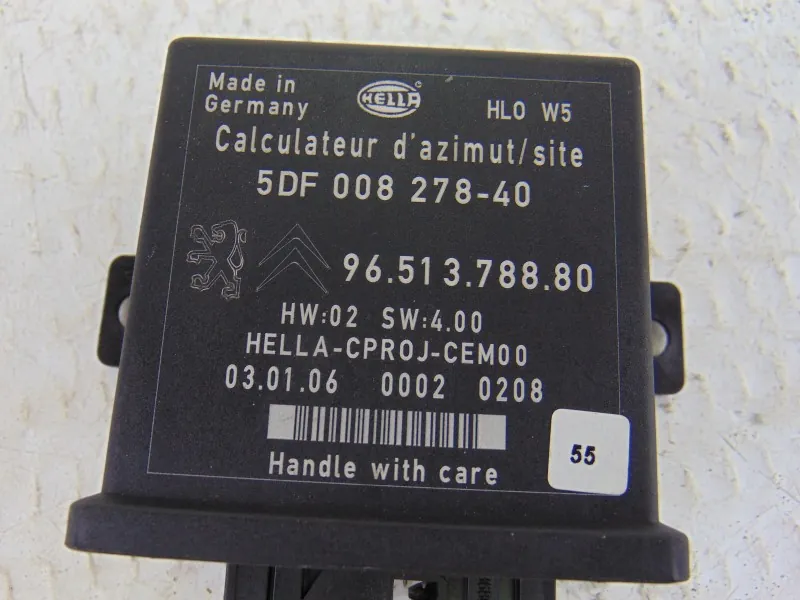 Made in
Germany
HELLA
HLO W5
Calculateur d'azimut/site
5DF 008 278-40
96.513.788.80
HW:02 SW:4.00
HELLA-CPROJ-CEM00
03.01.06 0002 0208
Handle with care
55